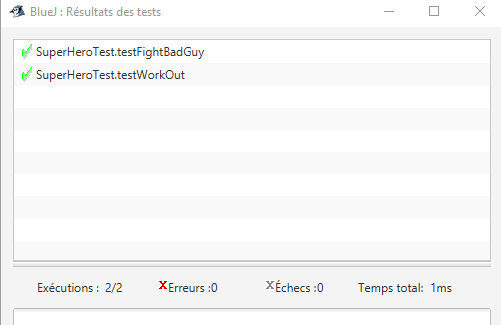 BlueJ : Résultats des tests
SuperHeroTest.testFightBadGuy
SuperHeroTest.testWorkOut
Exécutions : 2/2 Erreurs :0 Échecs :0 Temps total: 1ms